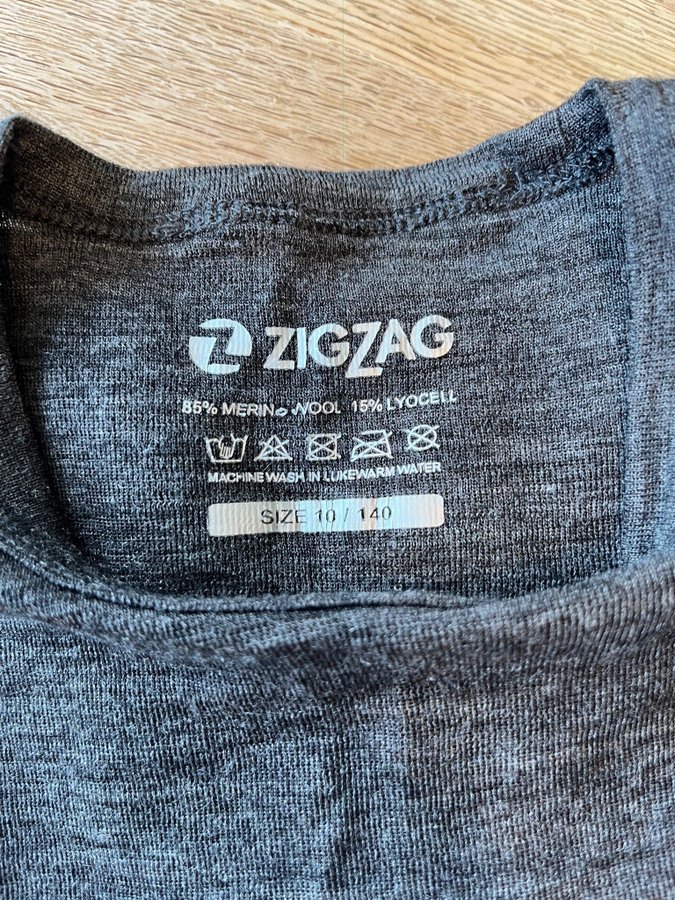 ZIGZAG
85% MERINO WOOL 15% LYOCELL
MACHINE WASH IN LUKEWARM WATER
SIZE 10 / 140